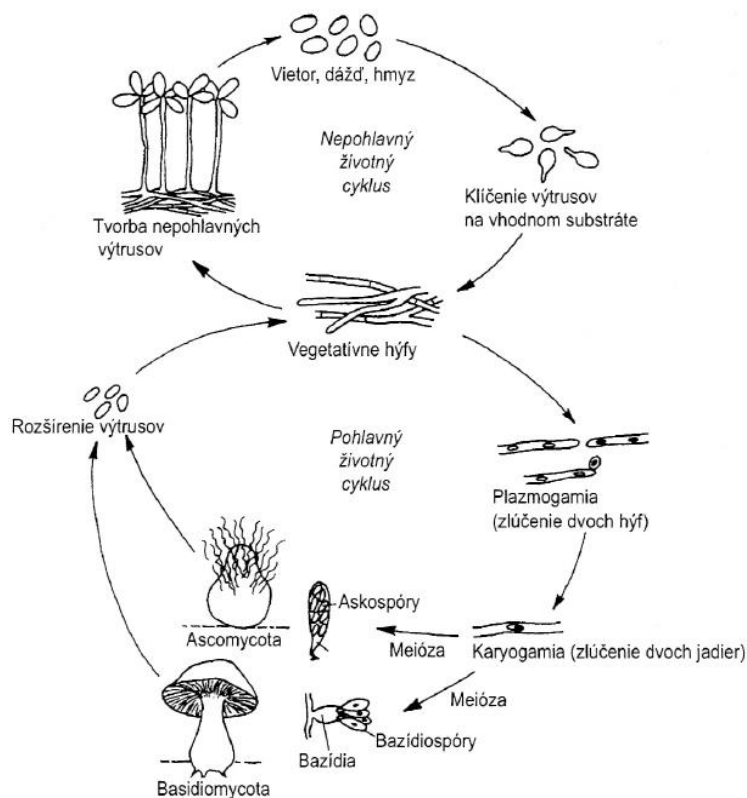 Vietor, dážď, hmyz
Nepohlavný
životný
cyklus
Klíčenie výtrusov
na vhodnom substráte
Tvorba nepohlavných
výtrusov
Vegetatívne hýfy
Rozšírenie výtrusov
Pohlavný
životný
cyklus
Plazmogamia
(zlúčenie dvoch hýf)
Askospóry
Ascomycota
Meióza
Karyogamia (zlúčenie dvoch jadier)
Meióza
Bazídiospóry
Bazídia
Basidiomycota